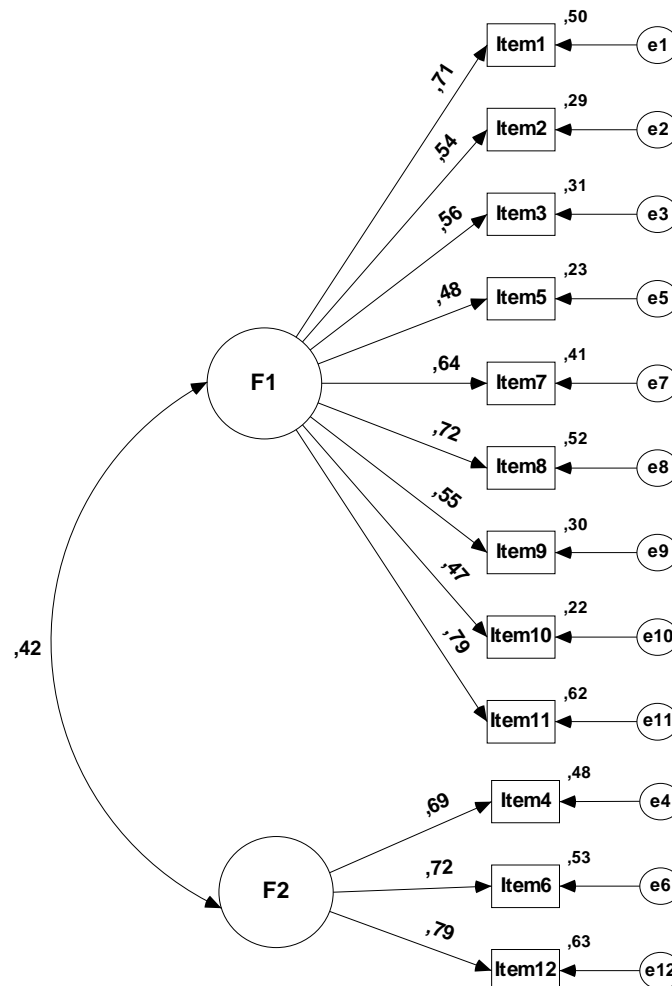 ,50
Item1
e1
,71
,29
Item2
e2
,54
,31
Item3
e3
,56
,23
Item5
e5
,48
F1
,64
,41
Item7
e7
,72
,52
Item8
e8
,55
,30
Item9
e9
,47
,22
Item10
e10
,79
,62
Item11
e11
,42
,48
Item4
e4
,69
F2
,72
,53
Item6
e6
,79
,63
Item12
e12